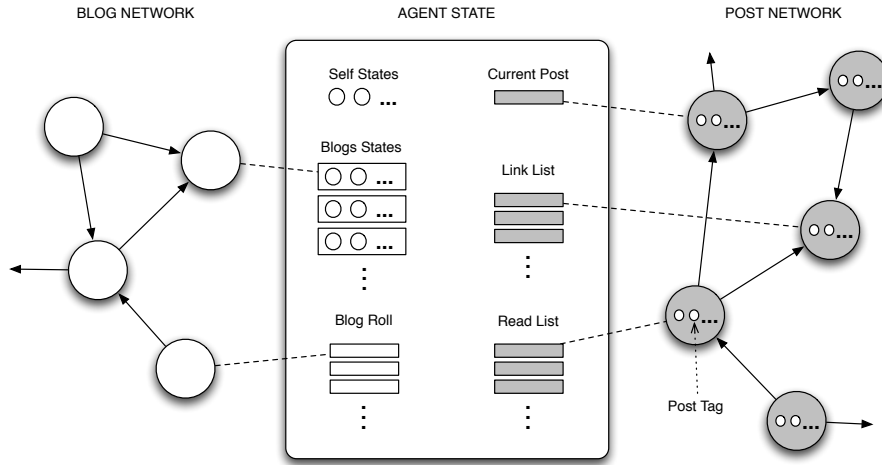 BLOG NETWORK
AGENT STATE
POST NETWORK
Self States
Current Post
Blogs States
Link List
Blog Roll
Read List
Post Tag